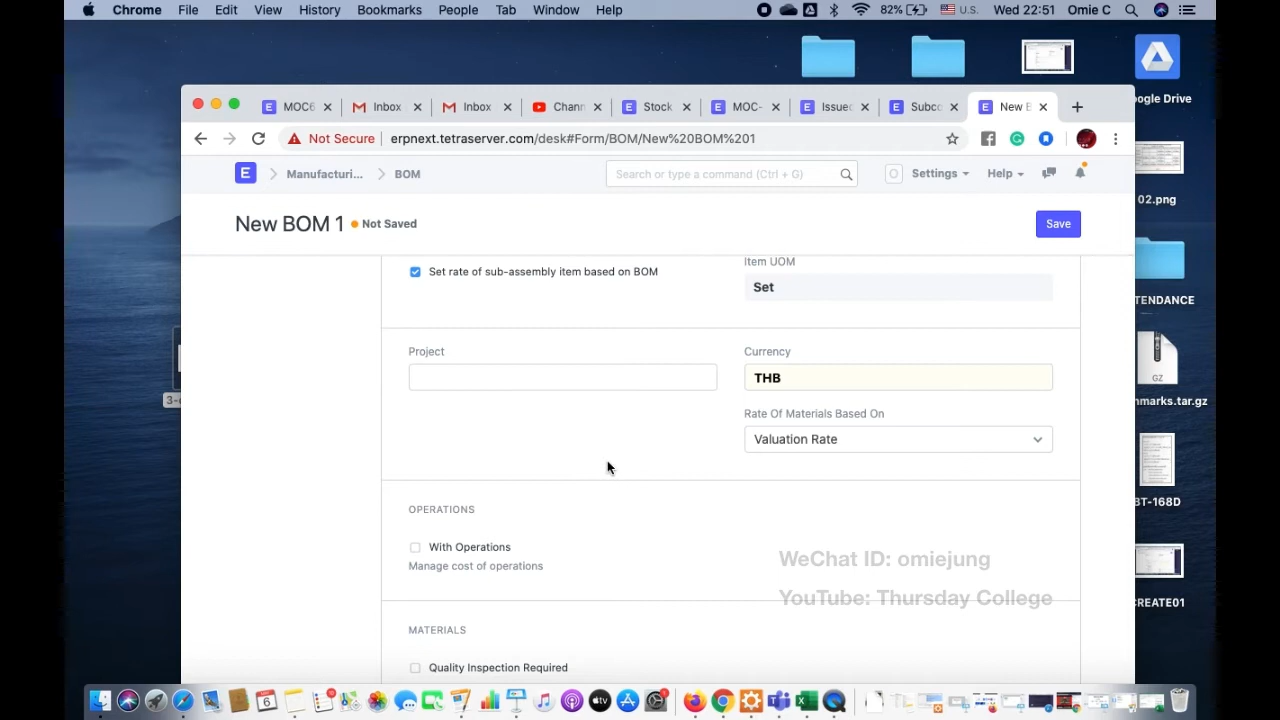 Chrome File Edit View History Bookmarks People Tab Window Help 82% U.S. Wed 22:51 Omie C
MOC6 Inbox Inbox Chann Stock MOC- Issue Subco New B
Not Secure erpnext.tetraserver.com/desk#Form/BOM/New%20BOM%201
oogle Drive
E Manufacturi... BOM Search or type a command (Ctrl + G) O Settings Help
02.png
New BOM 1 Not Saved Save
Set rate of sub-assembly item based on BOM
Item UOM
Set
TENDANCE
Project
Currency
THB
GZ
3-
nmarks.tar.gz
Rate Of Materials Based On
Valuation Rate
BT-168D
OPERATIONS
With Operations
Manage cost of operations
WeChat ID: omiejung
YouTube: Thursday College
CREATE01
MATERIALS
Quality Inspection Required